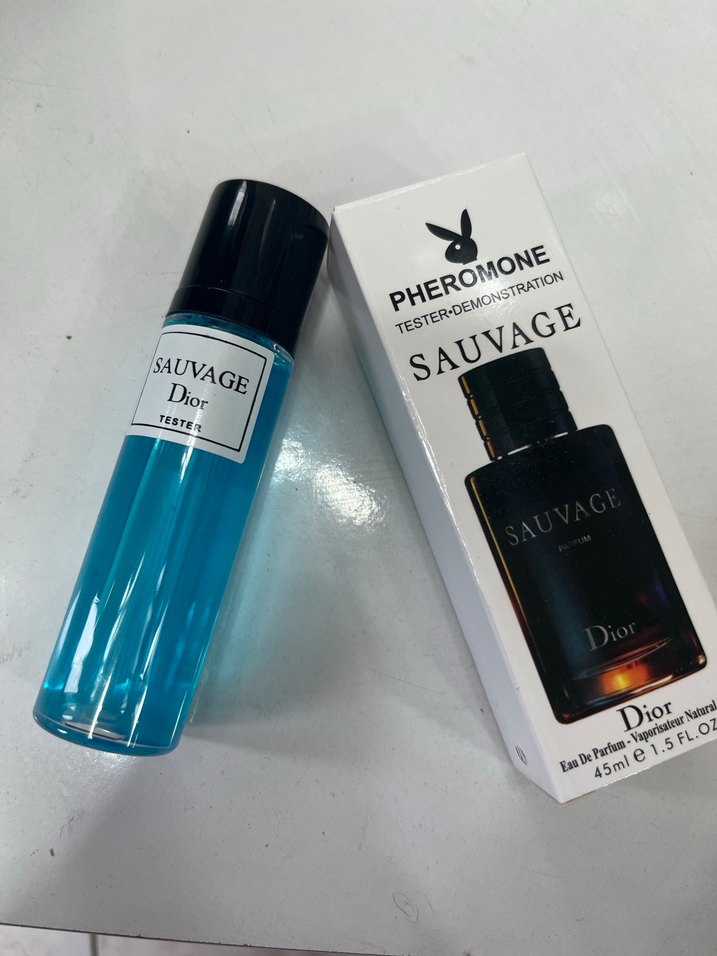 SAUVAGE
Dior
TESTER
PHEROMONE
TESTER•DEMONSTRATION
SAUVAGE
SAUVAGE
PARFUM
Dior
Dior
Eau De Parfum - Vaporisateur Natural
45ml e 1.5 FL.OZ